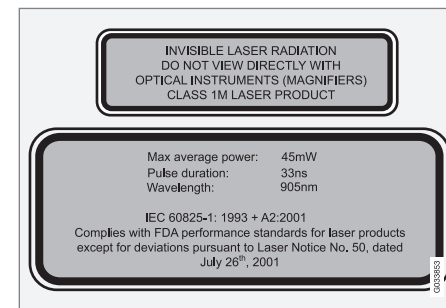 INVISIBLE LASER RADIATION
DO NOT VIEW DIRECTLY WITH
OPTICAL INSTRUMENTS (MAGNIFIERS)
CLASS 1M LASER PRODUCT
Max average power: 45mW
Pulse duration: 33ns
Wavelength: 905nm
IEC 60825-1: 1993 + A2:2001
Complies with FDA performance standards for laser products
except for deviations pursuant to Laser Notice No. 50, dated
July 26th, 2001
G033853